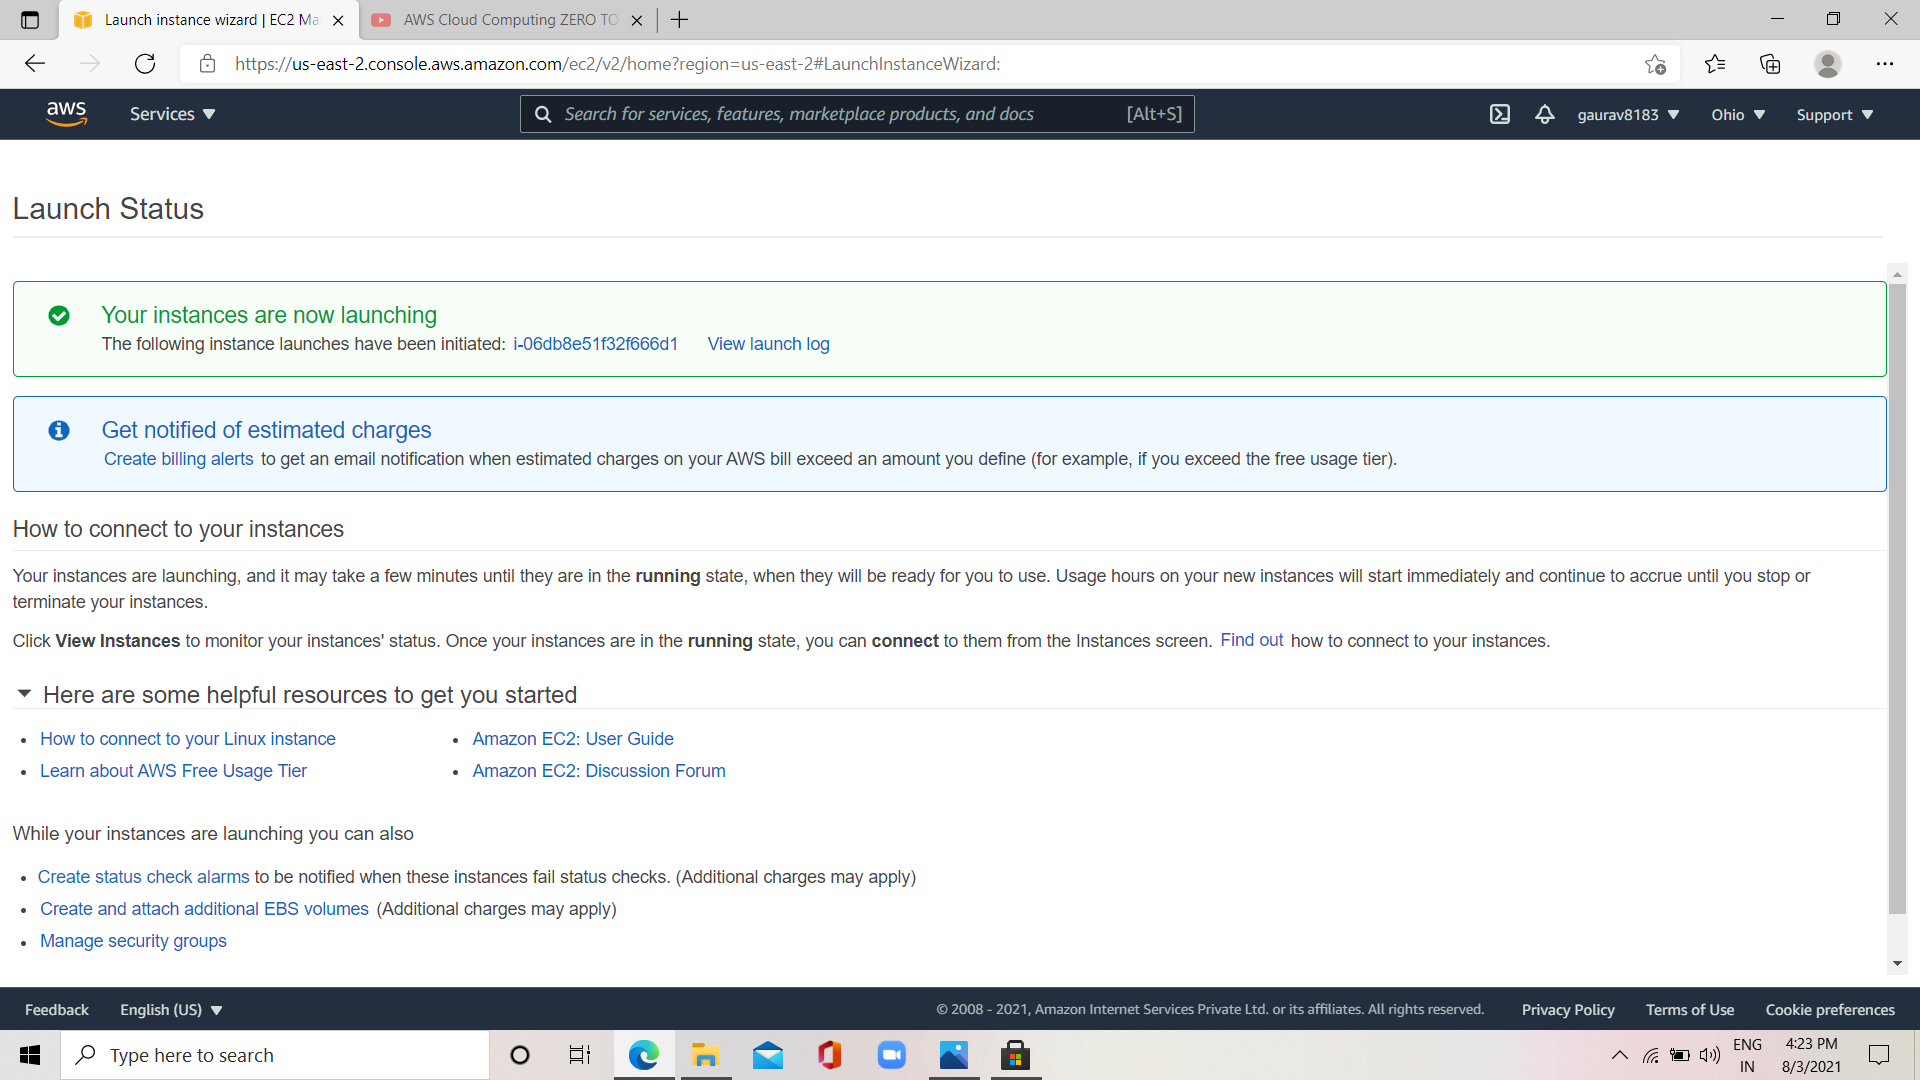 Launch instance wizard | EC2 Ma
AWS Cloud Computing ZERO TO
https://us-east-2.console.aws.amazon.com/ec2/v2/home?region=us-east-2#LaunchInstanceWizard:
aws
Services
Search for services, features, marketplace products, and docs
[Alt+S]
gaurav8183
Ohio
Support
Launch Status
Your instances are now launching
The following instance launches have been initiated: i-06db8e51f32f666d1 View launch log
Get notified of estimated charges
Create billing alerts to get an email notification when estimated charges on your AWS bill exceed an amount you define (for example, if you exceed the free usage tier).
How to connect to your instances
Your instances are launching, and it may take a few minutes until they are in the running state, when they will be ready for you to use. Usage hours on your new instances will start immediately and continue to accrue until you stop or
terminate your instances.
Click View Instances to monitor your instances' status. Once your instances are in the running state, you can connect to them from the Instances screen. Find out how to connect to your instances.
Here are some helpful resources to get you started
• How to connect to your Linux instance
• Amazon EC2: User Guide
• Learn about AWS Free Usage Tier
• Amazon EC2: Discussion Forum
While your instances are launching you can also
• Create status check alarms to be notified when these instances fail status checks. (Additional charges may apply)
• Create and attach additional EBS volumes (Additional charges may apply)
• Manage security groups
Feedback
English (US)
© 2008 - 2021, Amazon Internet Services Private Ltd. or its affiliates. All rights reserved.
Privacy Policy
Terms of Use
Cookie preferences
Type here to search
ENG
IN
4:23 PM
8/3/2021